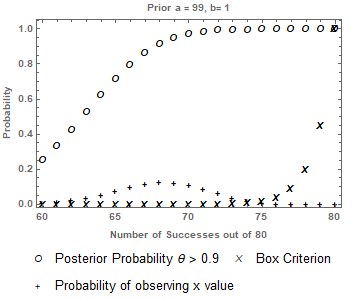 Prior a = 99, b= 1
Probability
1.0
0.8
0.6
0.4
0.2
0.0
60 65 70 75 80
Number of Successes out of 80
o Posterior Probability θ > 0.9 x Box Criterion
+ Probability of observing x value